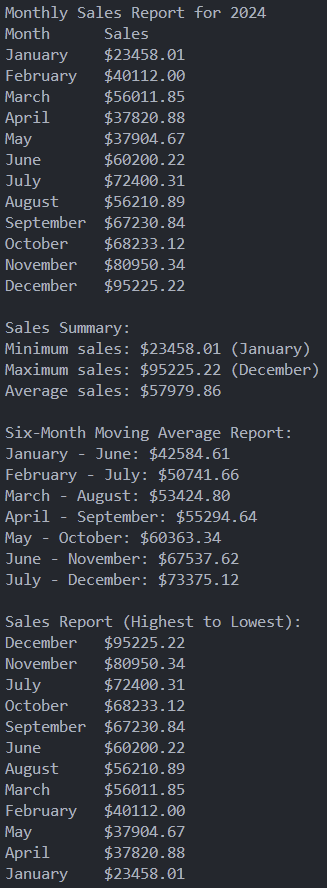 Monthly Sales Report for 2024
Month      Sales
January    $23458.01
February   $40112.00
March      $56011.85
April      $37820.88
May        $37904.67
June       $60200.22
July       $72400.31
August     $56210.89
September  $67230.84
October    $68233.12
November   $80950.34
December   $95225.22

Sales Summary:
Minimum sales: $23458.01 (January)
Maximum sales: $95225.22 (December)
Average sales: $57979.86

Six-Month Moving Average Report:
January - June: $42584.61
February - July: $50741.66
March - August: $53424.80
April - September: $55294.64
May - October: $60363.34
June - November: $67537.62
July - December: $73375.12

Sales Report (Highest to Lowest):
December   $95225.22
November   $80950.34
July       $72400.31
October    $68233.12
September  $67230.84
June       $60200.22
August     $56210.89
March      $56011.85
February   $40112.00
May        $37904.67
April      $37820.88
January    $23458.01